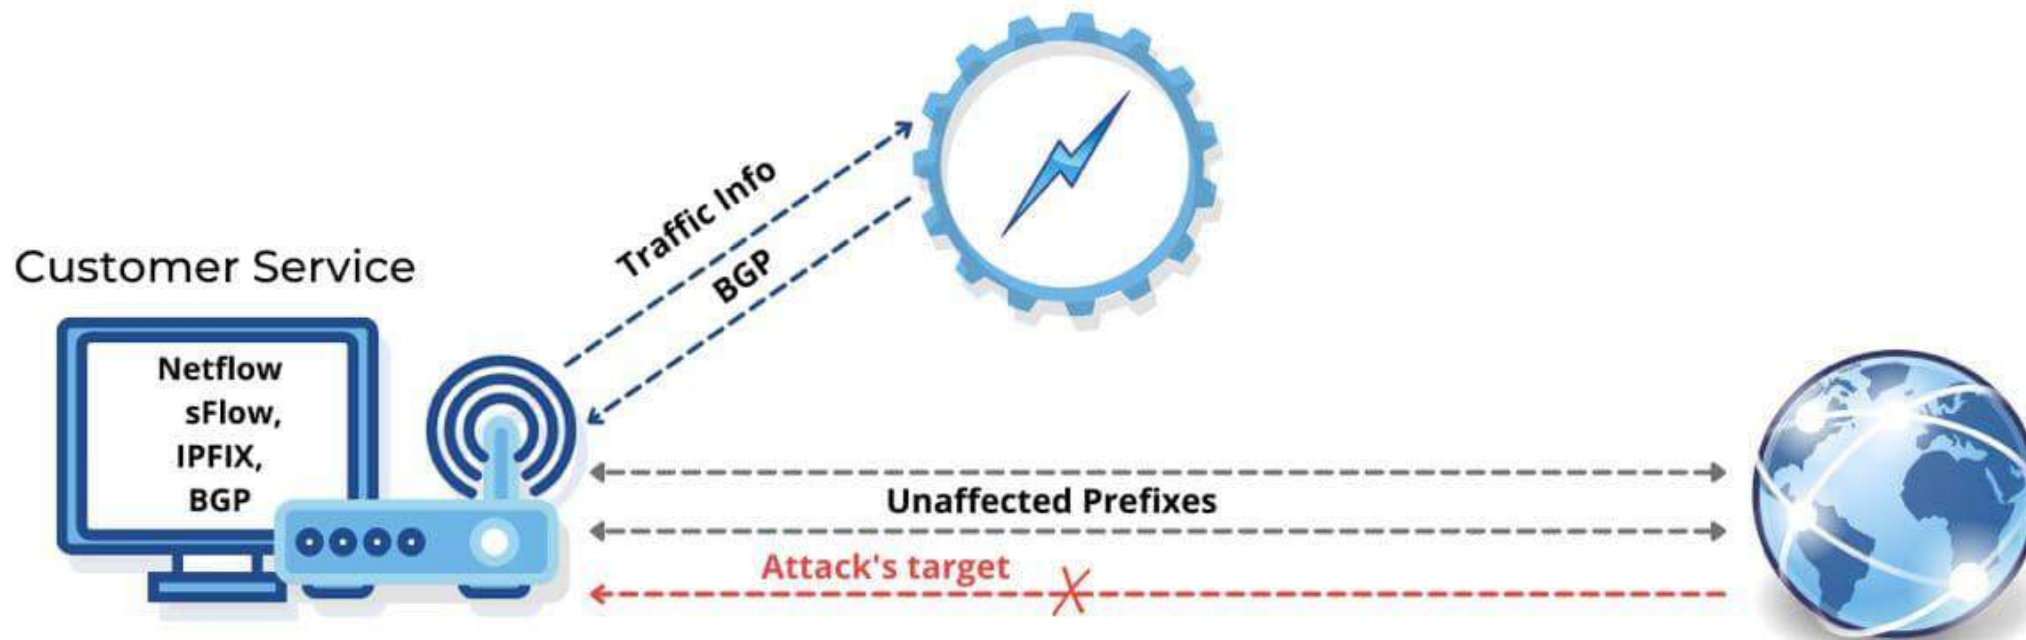 Traffic Info
BGP
Customer Service
Netflow
sFlow,
IPFIX,
BGP
Unaffected Prefixes
Attack's target